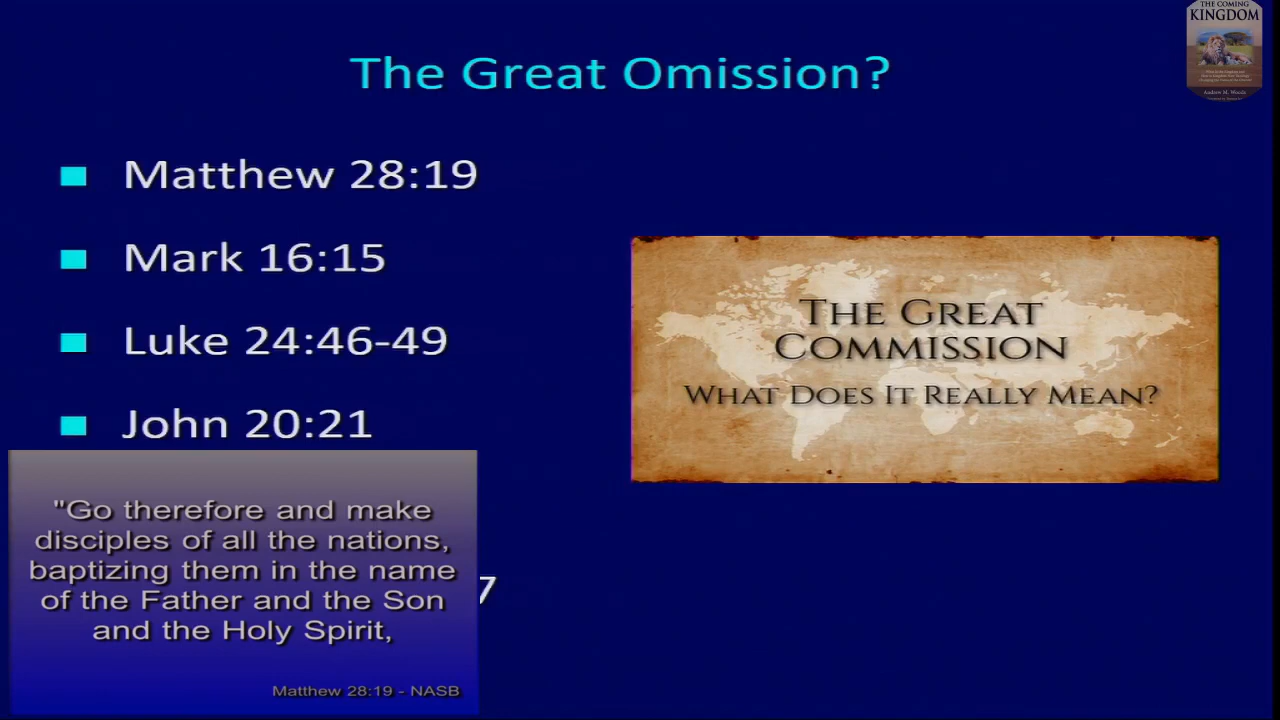 The Great Omission?
THE COMING
KINGDOM
Andrew M. Woods
Matthew 28:19
Mark 16:15
Luke 24:46-49
John 20:21
7
THE GREAT
COMMISSION
WHAT DOES IT REALLY MEAN?
"Go therefore and make
disciples of all the nations,
baptizing them in the name
of the Father and the Son
and the Holy Spirit,
Matthew 28:19 - NASB